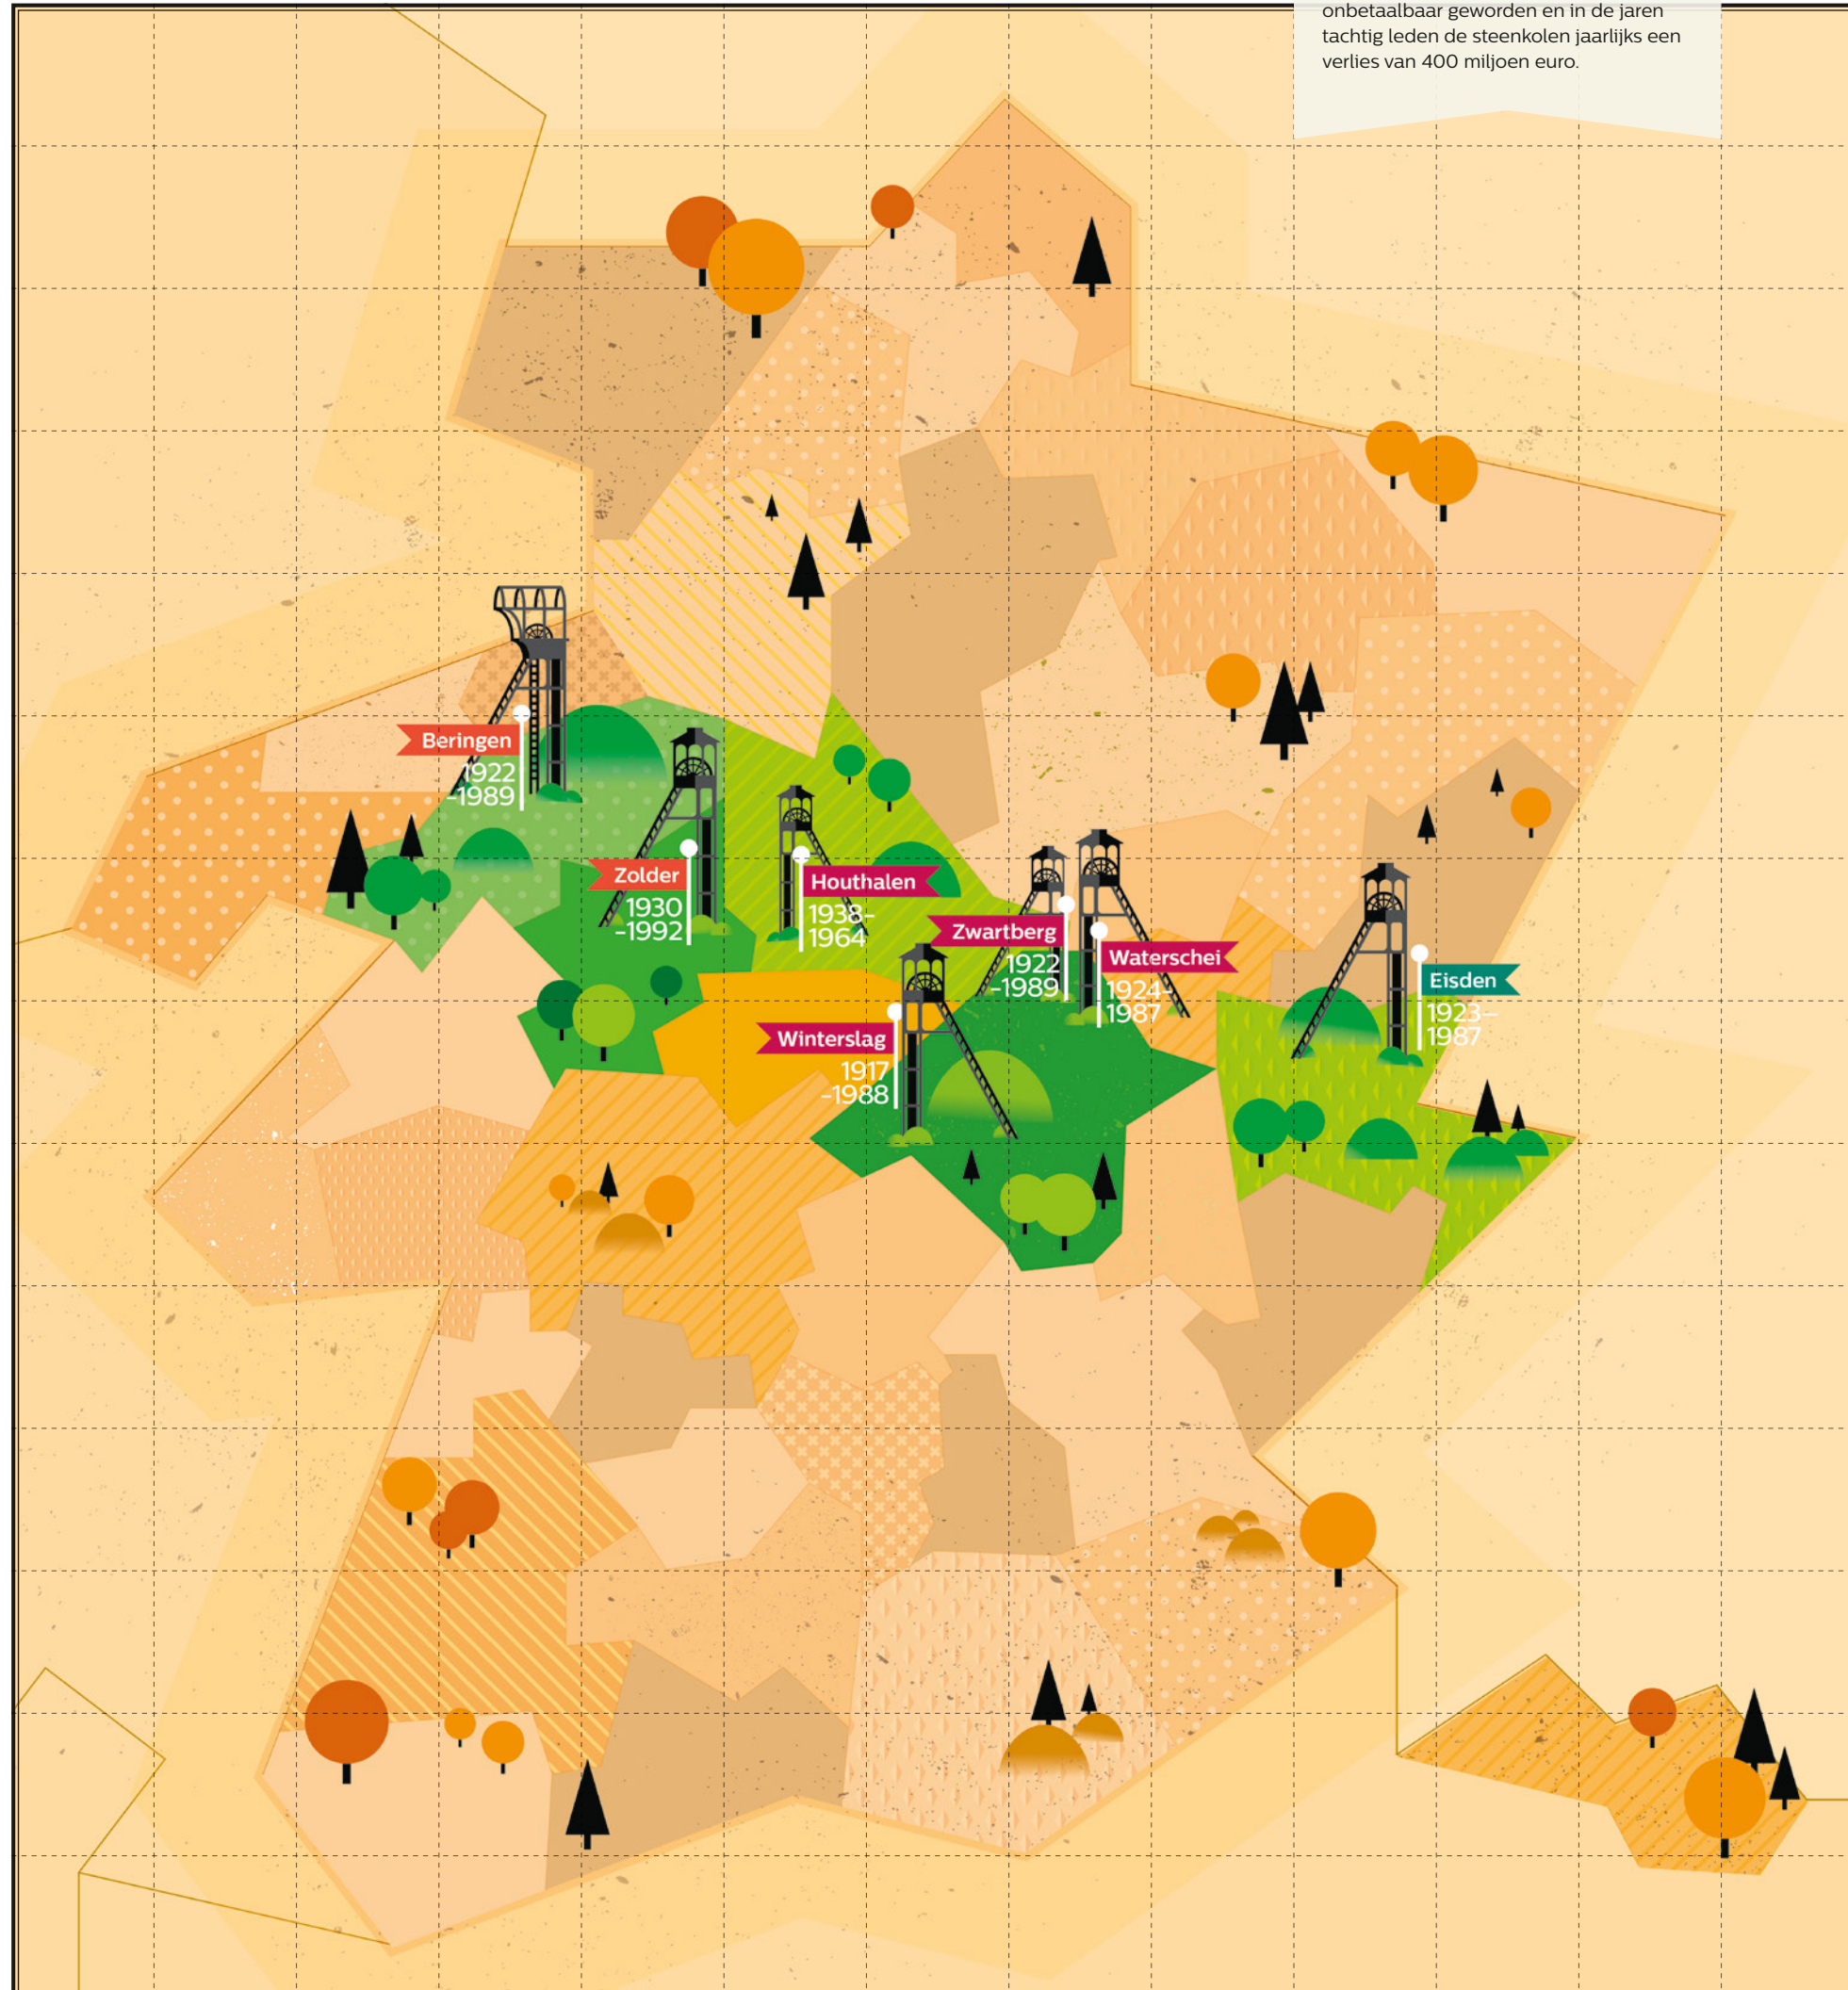 onbetaalbaar geworden en in de jaren
tachtig leden de steenkolen jaarlijks een
verlies van 400 miljoen euro.
Beringen
1922
-1989
Zolder
1930
-1992
Houthalen
1938-
1964
Zwartberg
1922
-1989
Waterschei
1924-
1987
Eisden
1923-
1987
Winterslag
1917
-1988